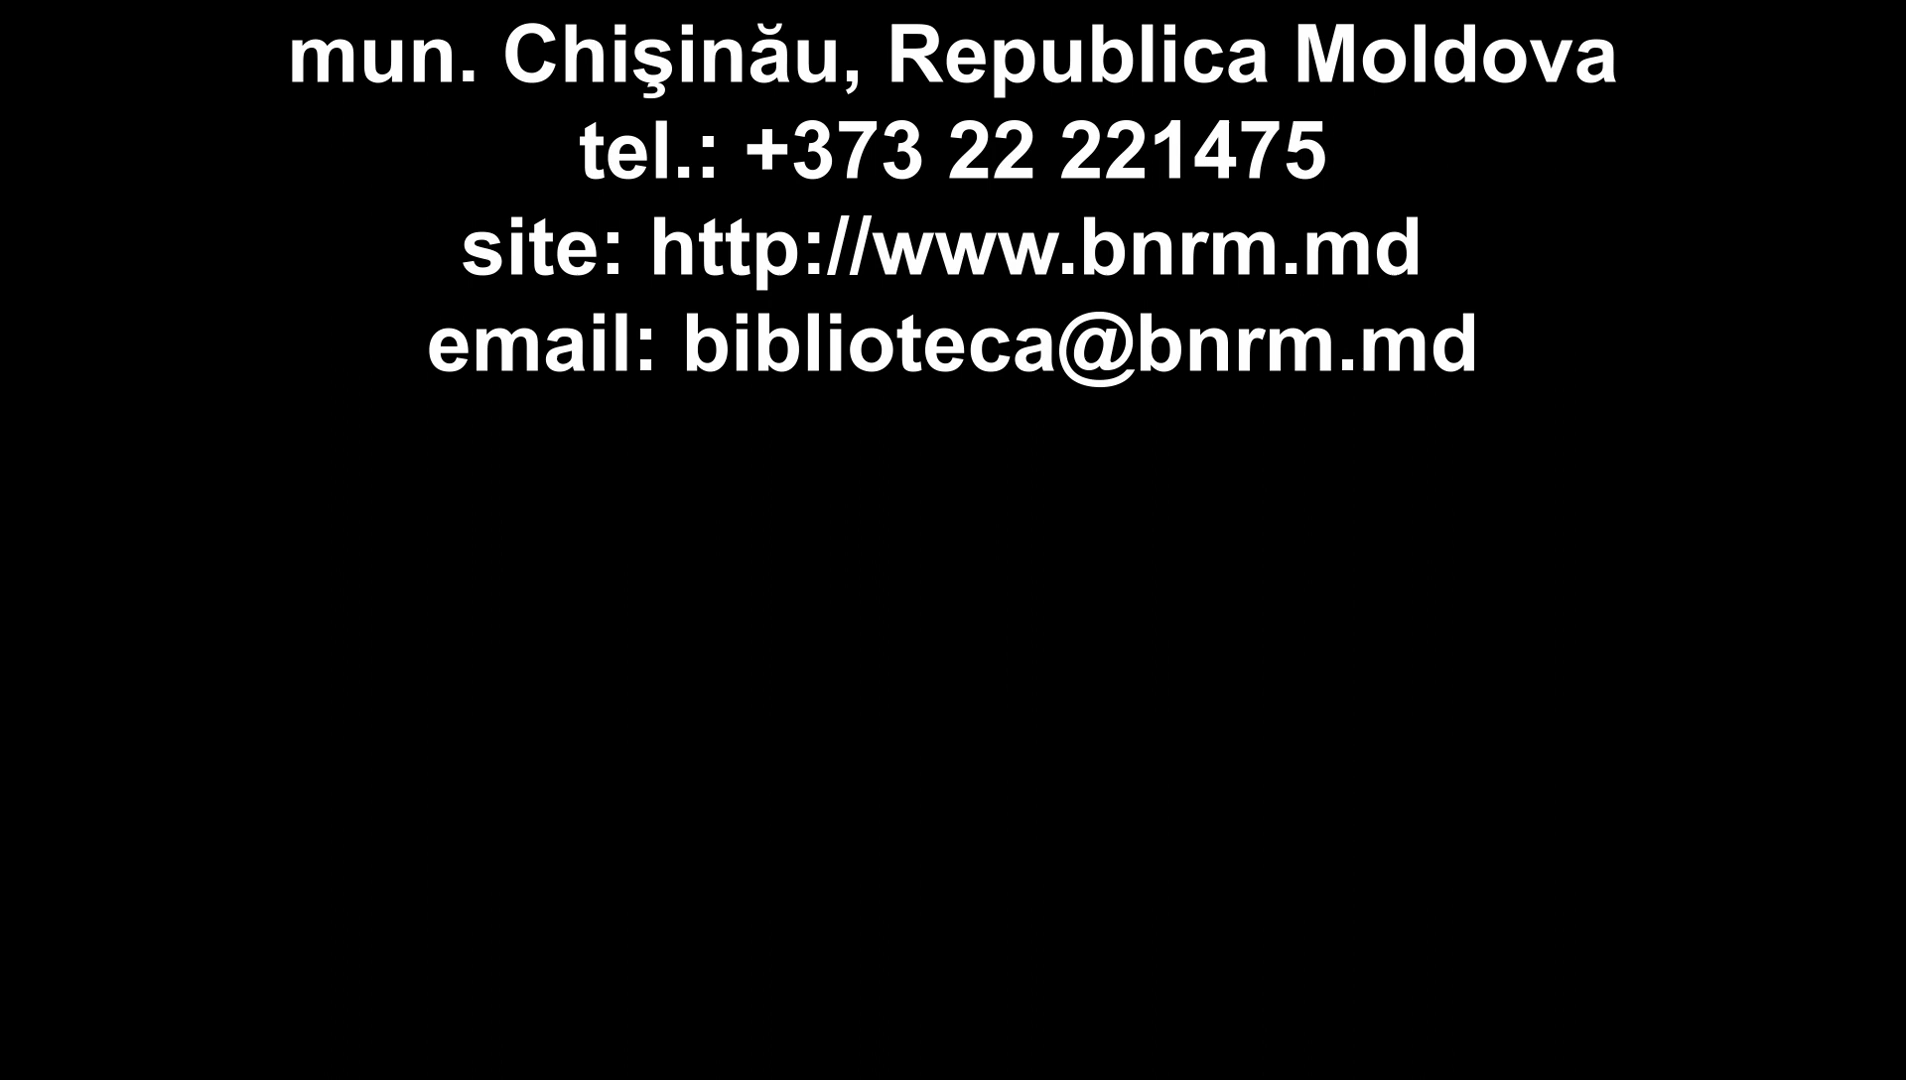 mun. Chişinău, Republica Moldova
tel.: +373 22 221475
site: http://www.bnrm.md
email: biblioteca@bnrm.md